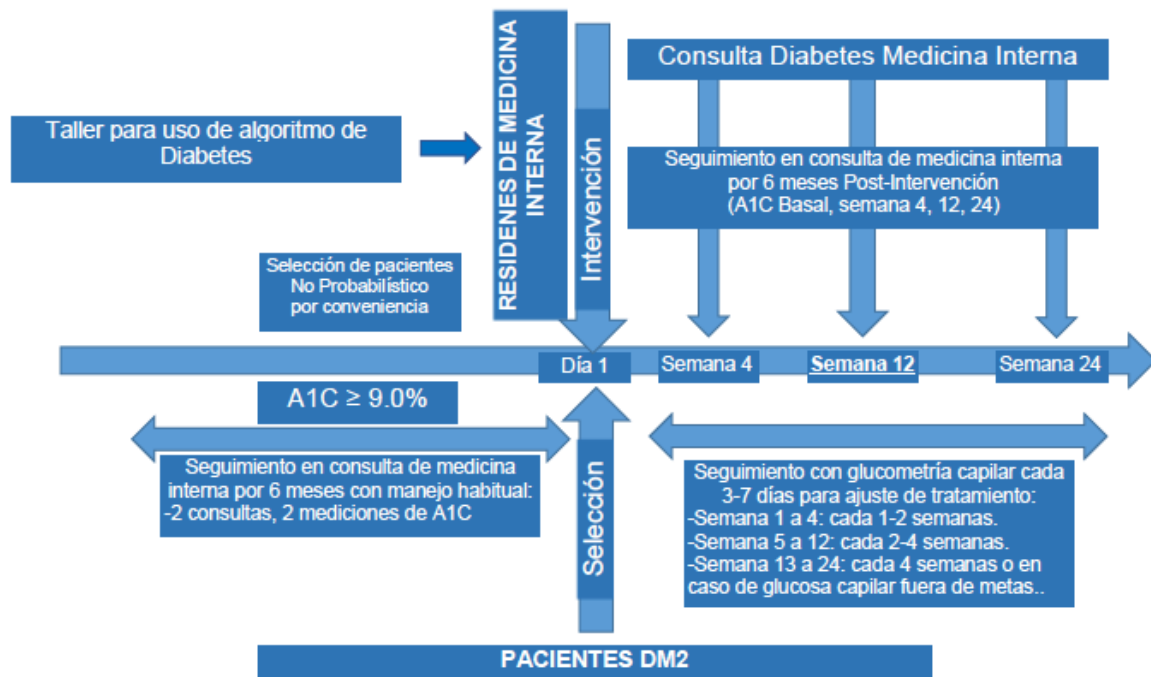 Taller para uso de algoritmo de
Diabetes
RESIDENES DE MEDICINA
INTERNA
Intervención
Consulta Diabetes Medicina Interna
Seguimiento en consulta de medicina interna
por 6 meses Post-Intervención
(A1C Basal, semana 4, 12, 24)
Selección de pacientes
No Probabilístico
por conveniencia
Día 1
Semana 4
Semana 12
Semana 24
A1C ≥ 9.0%
Seguimiento en consulta de medicina
interna por 6 meses con manejo habitual:
-2 consultas, 2 mediciones de A1C
Selección
Seguimiento con glucometría capilar cada
3-7 días para ajuste de tratamiento:
-Semana 1 a 4: cada 1-2 semanas.
-Semana 5 a 12: cada 2-4 semanas.
-Semana 13 a 24: cada 4 semanas o en
caso de glucosa capilar fuera de metas..
PACIENTES DM2